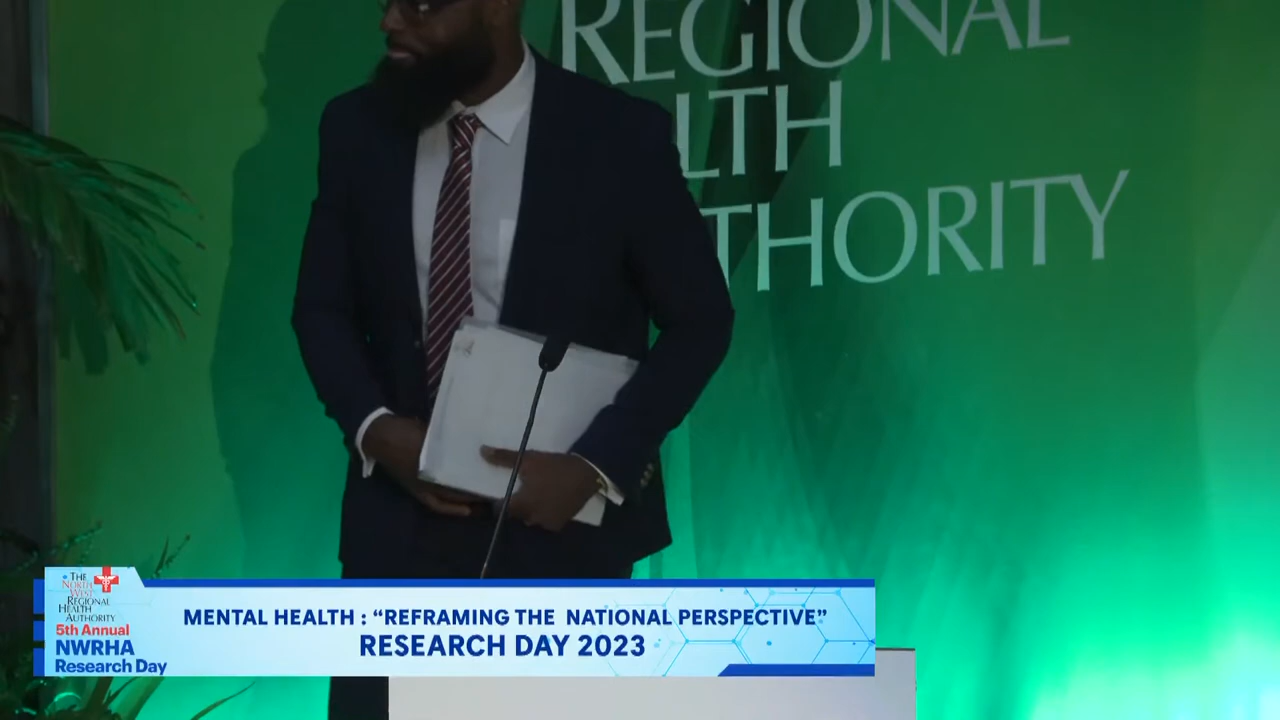 REGIONAL
LTH
THORITY
THE
NORTH
WEST
REGIONAL
HEALTH
AUTHORITY
5th Annual
NWRHA
Research Day
MENTAL HEALTH : “REFRAMING THE NATIONAL PERSPECTIVE”
RESEARCH DAY 2023